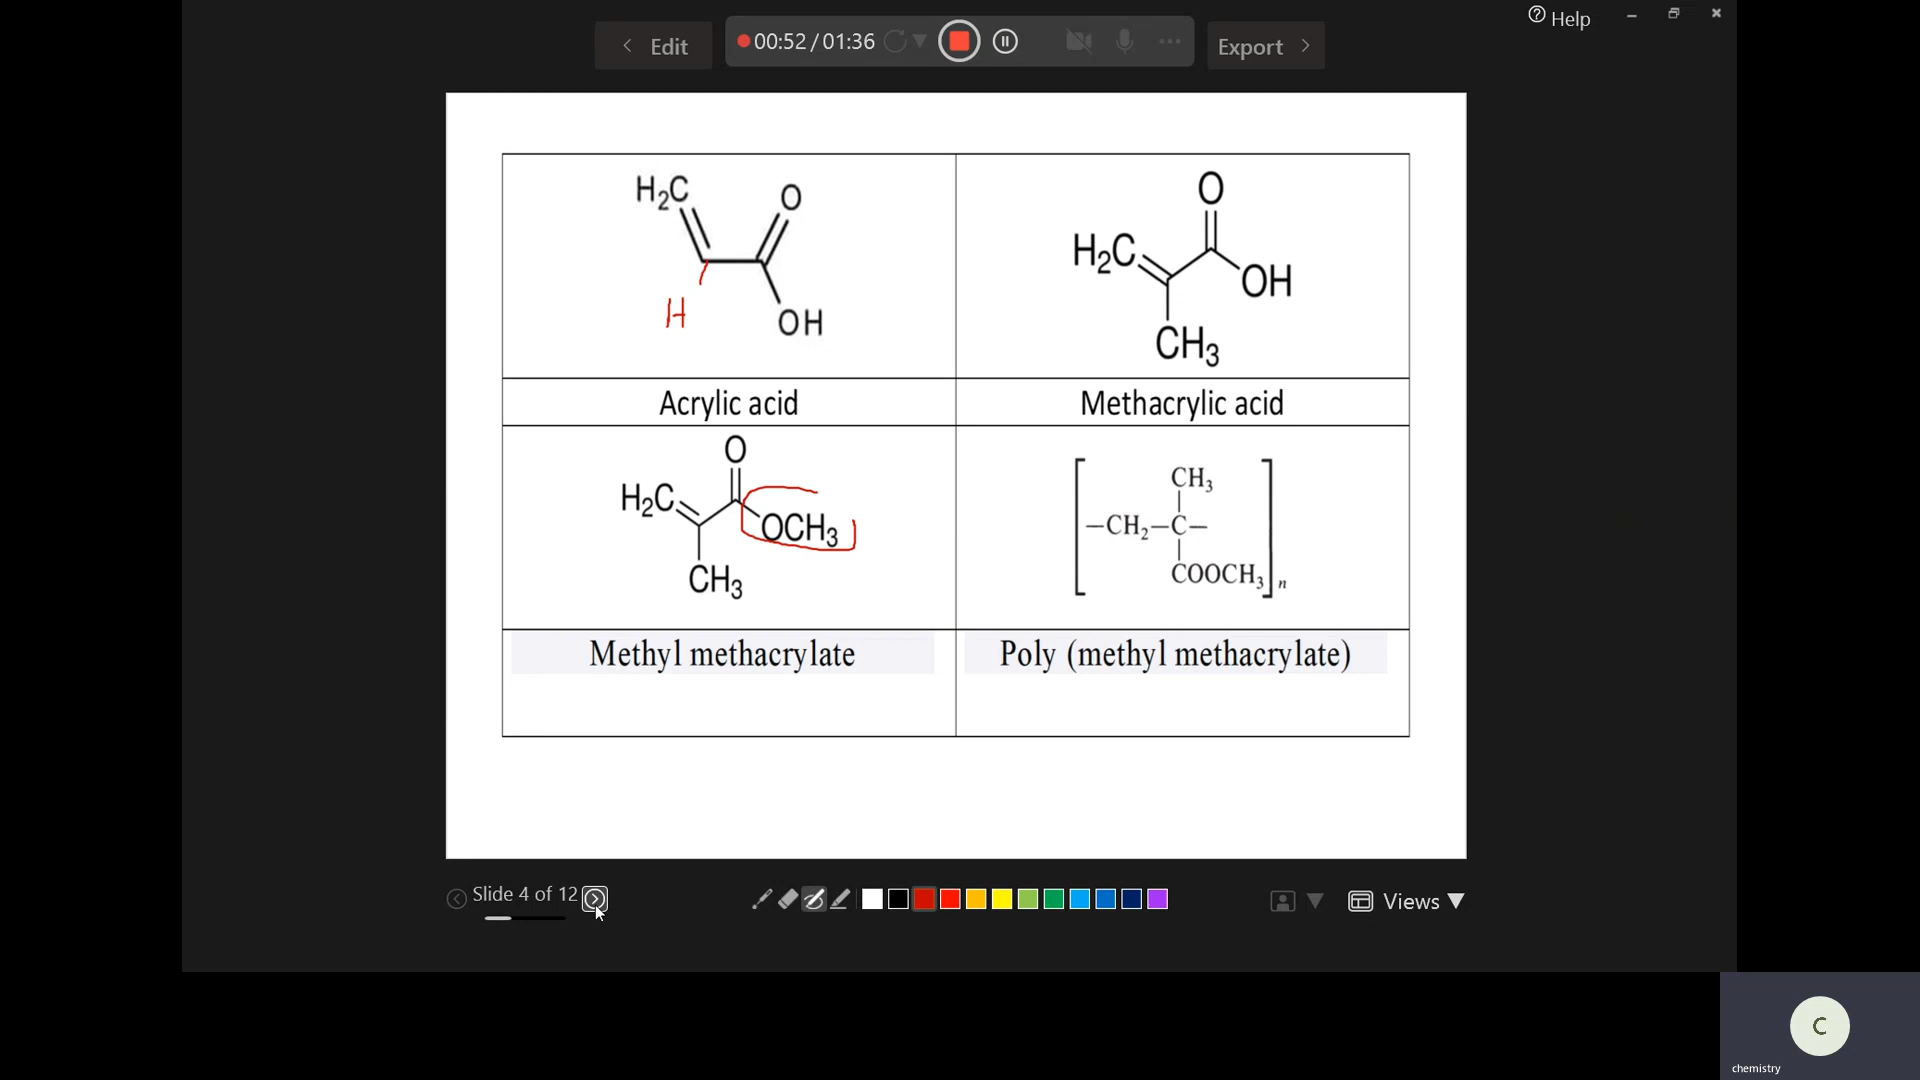 Help
Edit
00:52 / 01:36
Export
H₂C
O
H
OH
O
H₂C
OH
CH₃
Acrylic acid
Methacrylic acid
O
H₂C
OCH₃
CH₃
CH₃
–CH₂–C–
COOCH₃
n
Methyl methacrylate
Poly (methyl methacrylate)
Slide 4 of 12
Views
C
chemistry